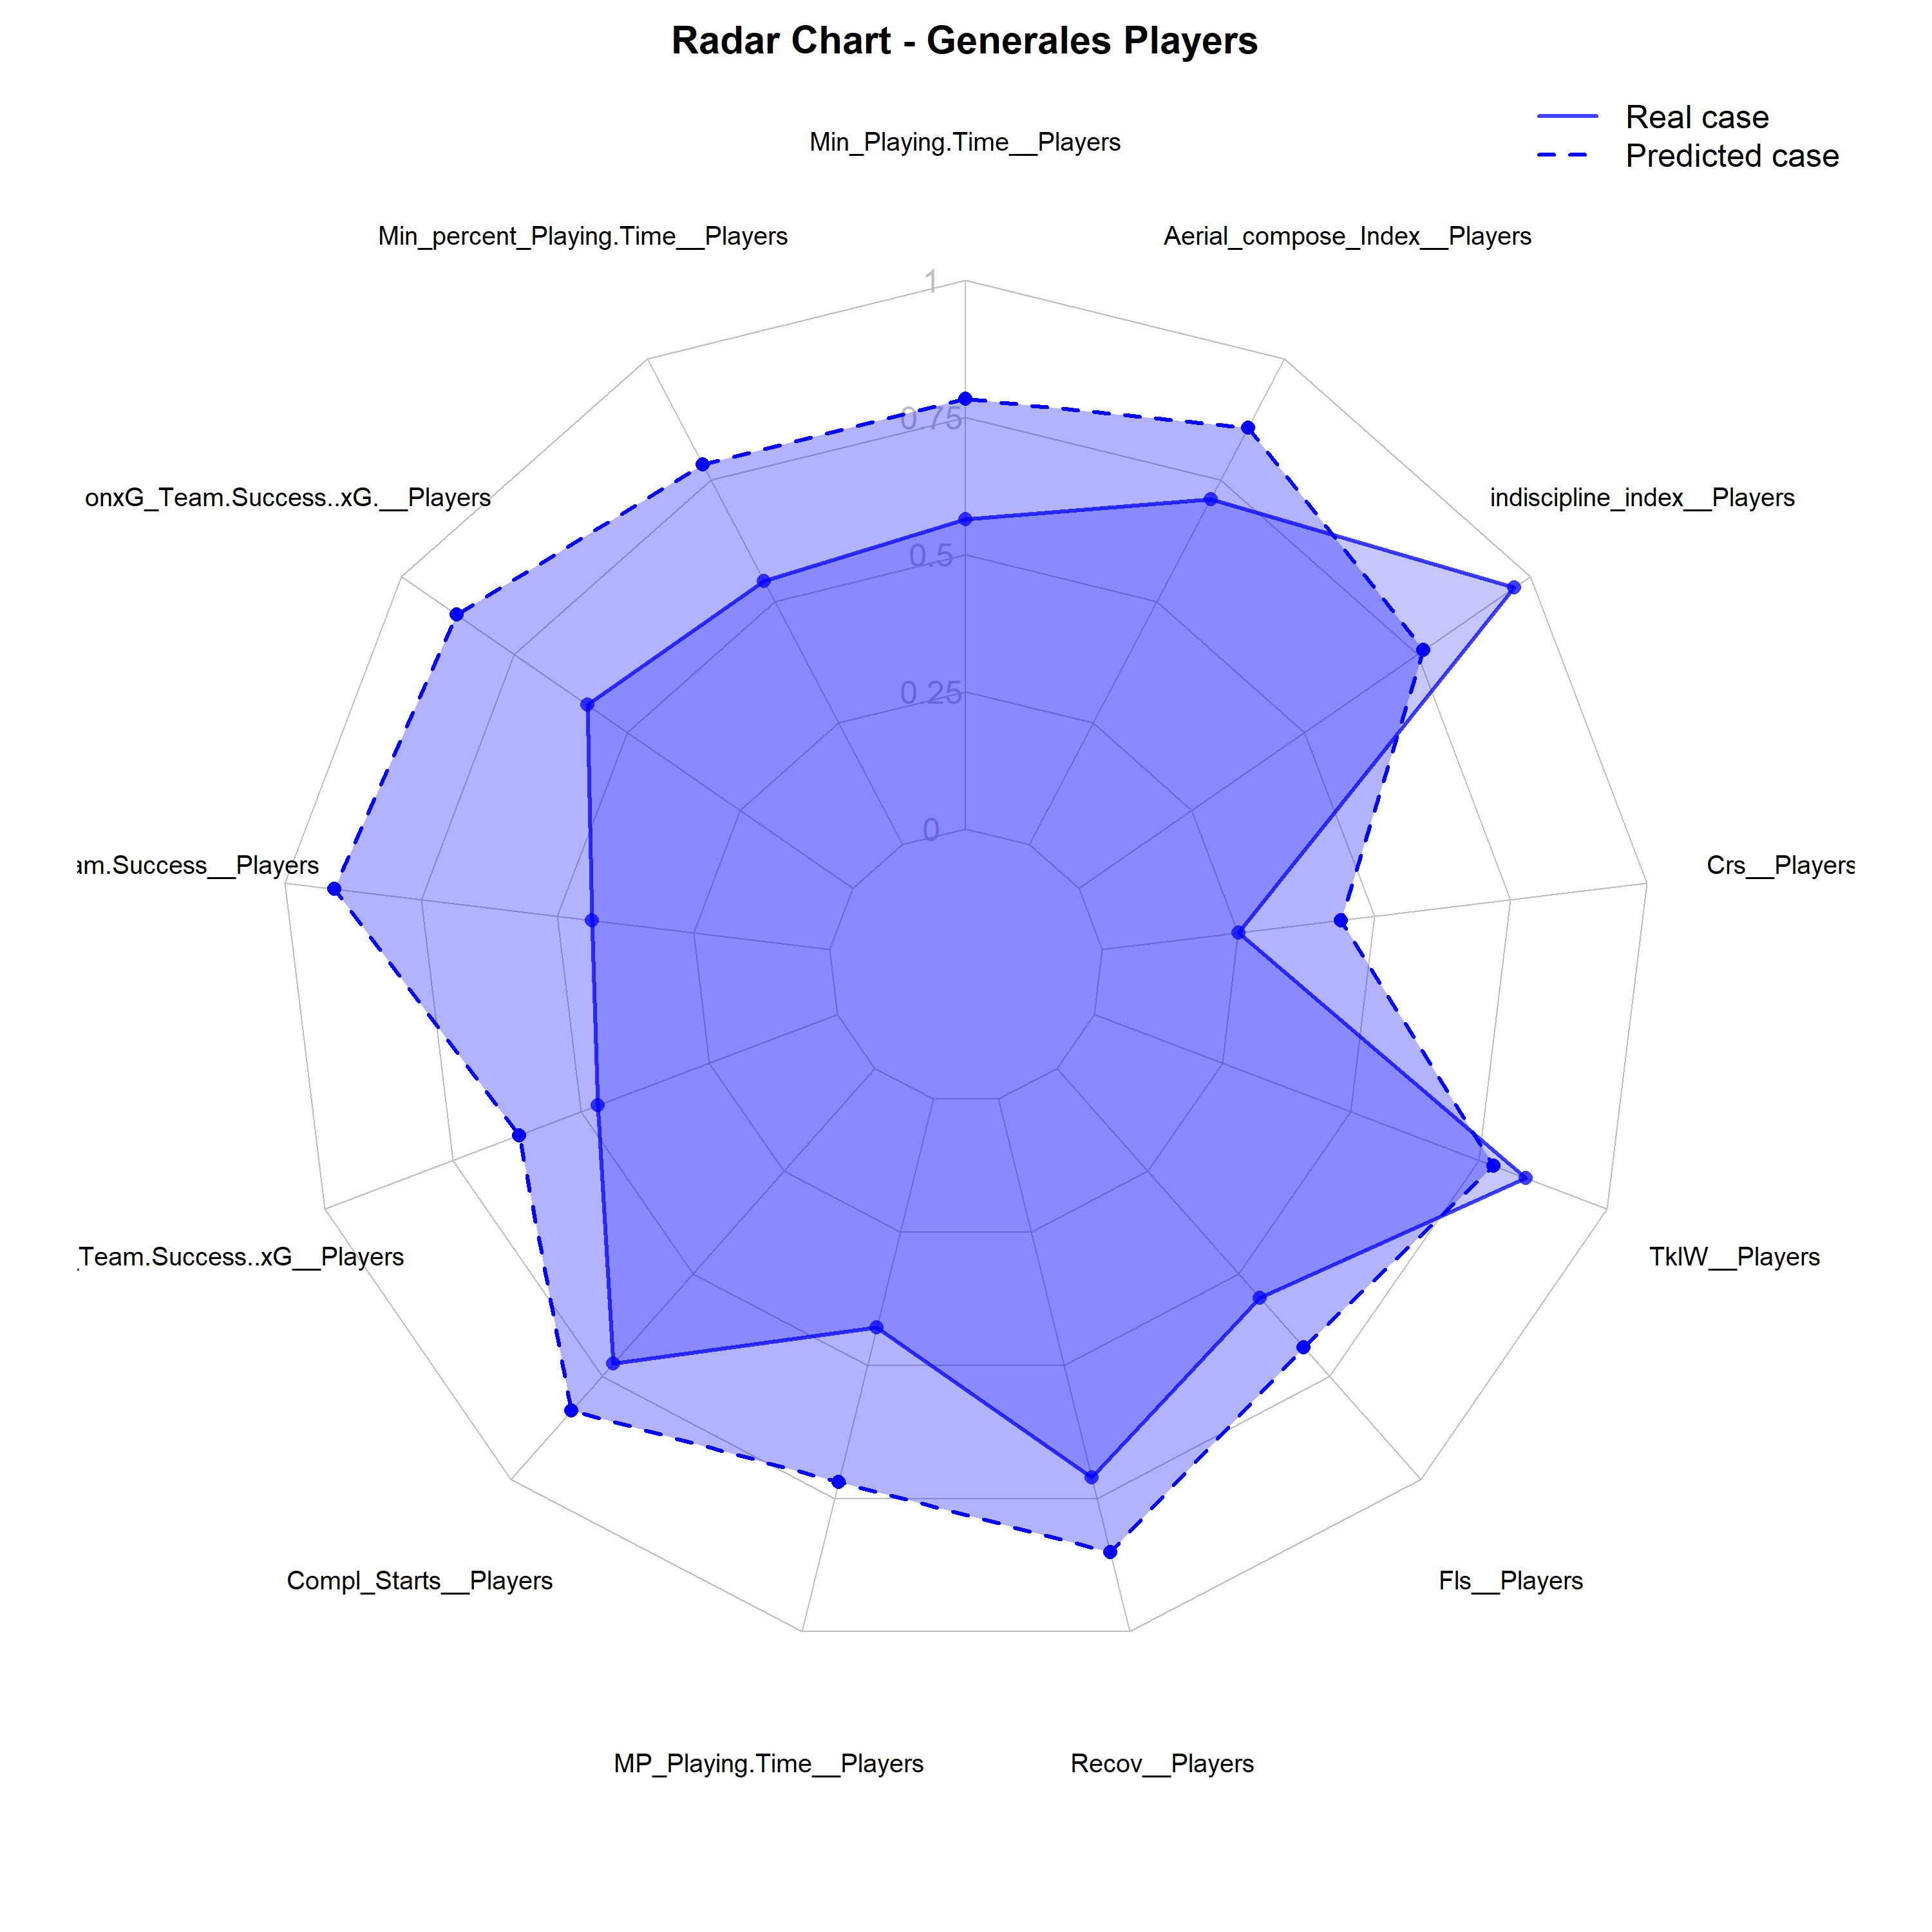 Radar Chart - Generales Players
Real case
Predicted case
Min_Playing.Time__Players
Min_percent_Playing.Time__Players
Aerial_compose_Index__Players
1
0.75
onxG_Team.Success..xG.__Players
indiscipline_index__Players
0.5
0.25
0
am.Success__Players
Crs__Players
_Team.Success..xG__Players
TklW__Players
Compl_Starts__Players
Fls__Players
MP_Playing.Time__Players
Recov__Players